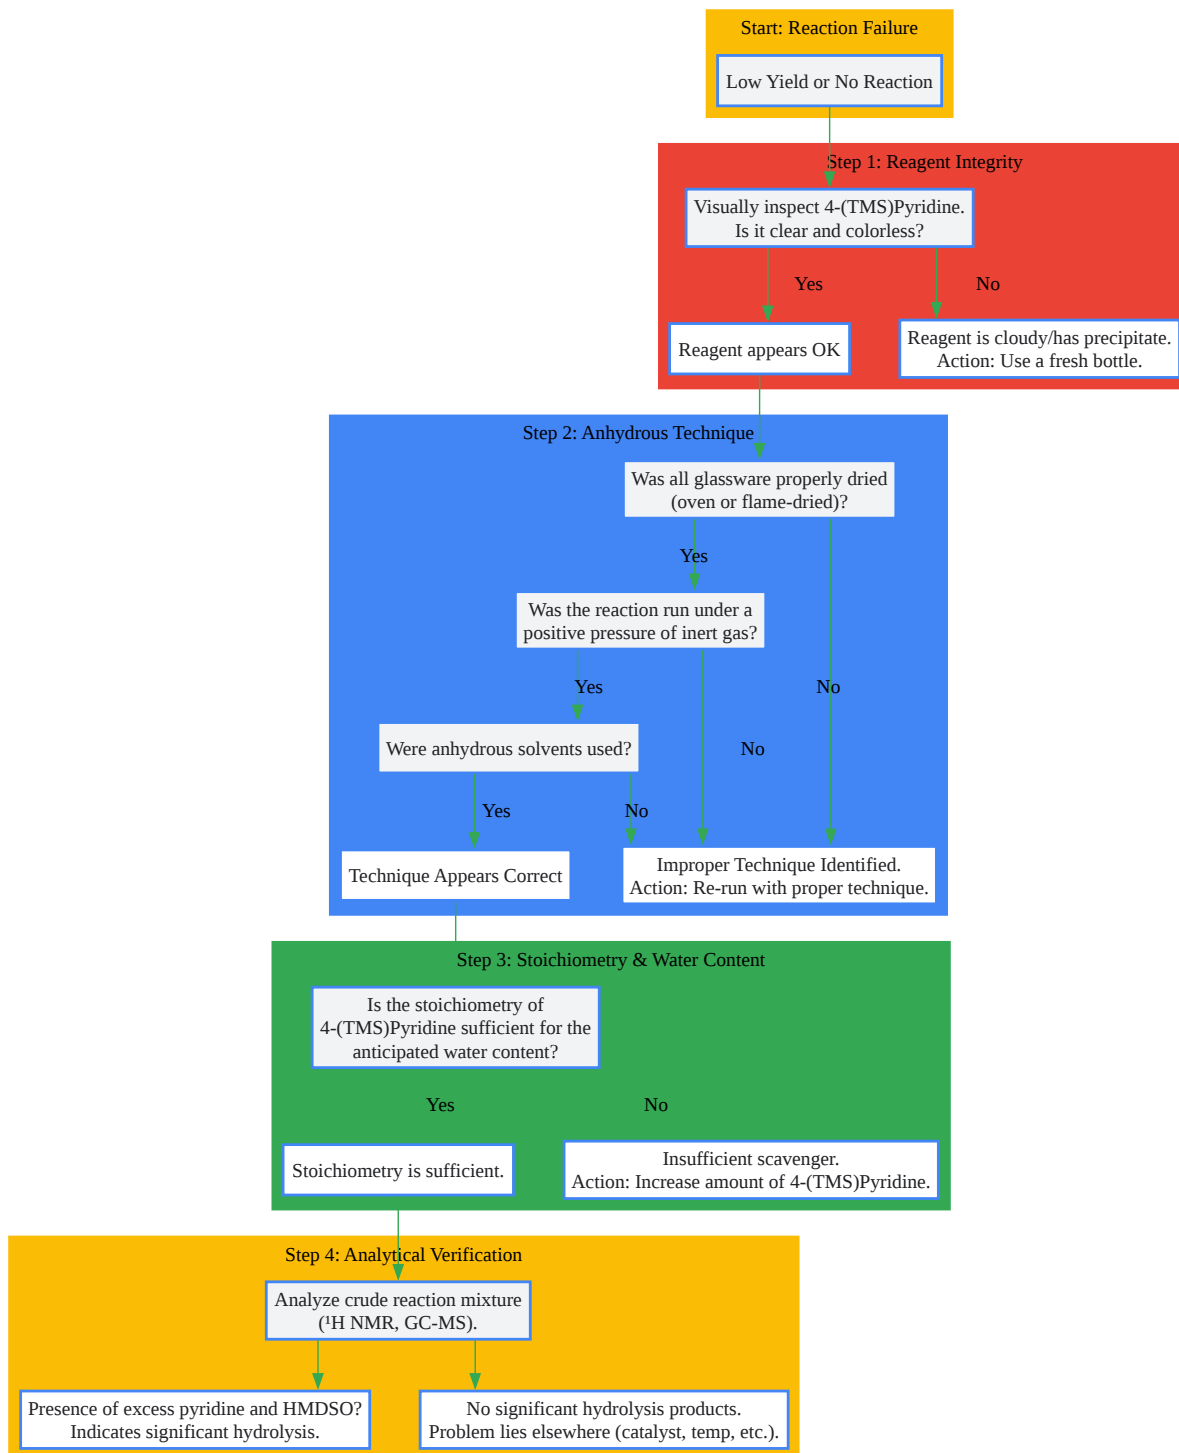 Start: Reaction Failure
Low Yield or No Reaction
Step 1: Reagent Integrity
Visually inspect 4-(TMS)Pyridine.
Is it clear and colorless?
Yes
No
Reagent appears OK
Reagent is cloudy/has precipitate.
Action: Use a fresh bottle.
Step 2: Anhydrous Technique
Was all glassware properly dried
(oven or flame-dried)?
Yes
Was the reaction run under a
positive pressure of inert gas?
Yes
No
Were anhydrous solvents used?
No
Yes
No
Technique Appears Correct
Improper Technique Identified.
Action: Re-run with proper technique.
Step 3: Stoichiometry & Water Content
Is the stoichiometry of
4-(TMS)Pyridine sufficient for the
anticipated water content?
Yes
No
Stoichiometry is sufficient.
Insufficient scavenger.
Action: Increase amount of 4-(TMS)Pyridine.
Step 4: Analytical Verification
Analyze crude reaction mixture
(¹H NMR, GC-MS).
Presence of excess pyridine and HMDSO?
Indicates significant hydrolysis.
No significant hydrolysis products.
Problem lies elsewhere (catalyst, temp, etc.).